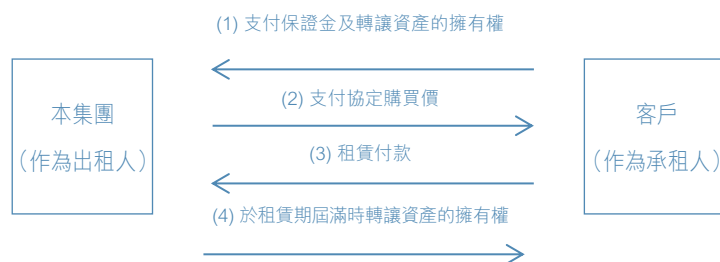 (1) 支付保證金及轉讓資產的擁有權
(2) 支付協定購買價
本集團
(作為出租人)
客戶
(作為承租人)
(3) 租賃付款
(4) 於租賃期屆滿時轉讓資產的擁有權